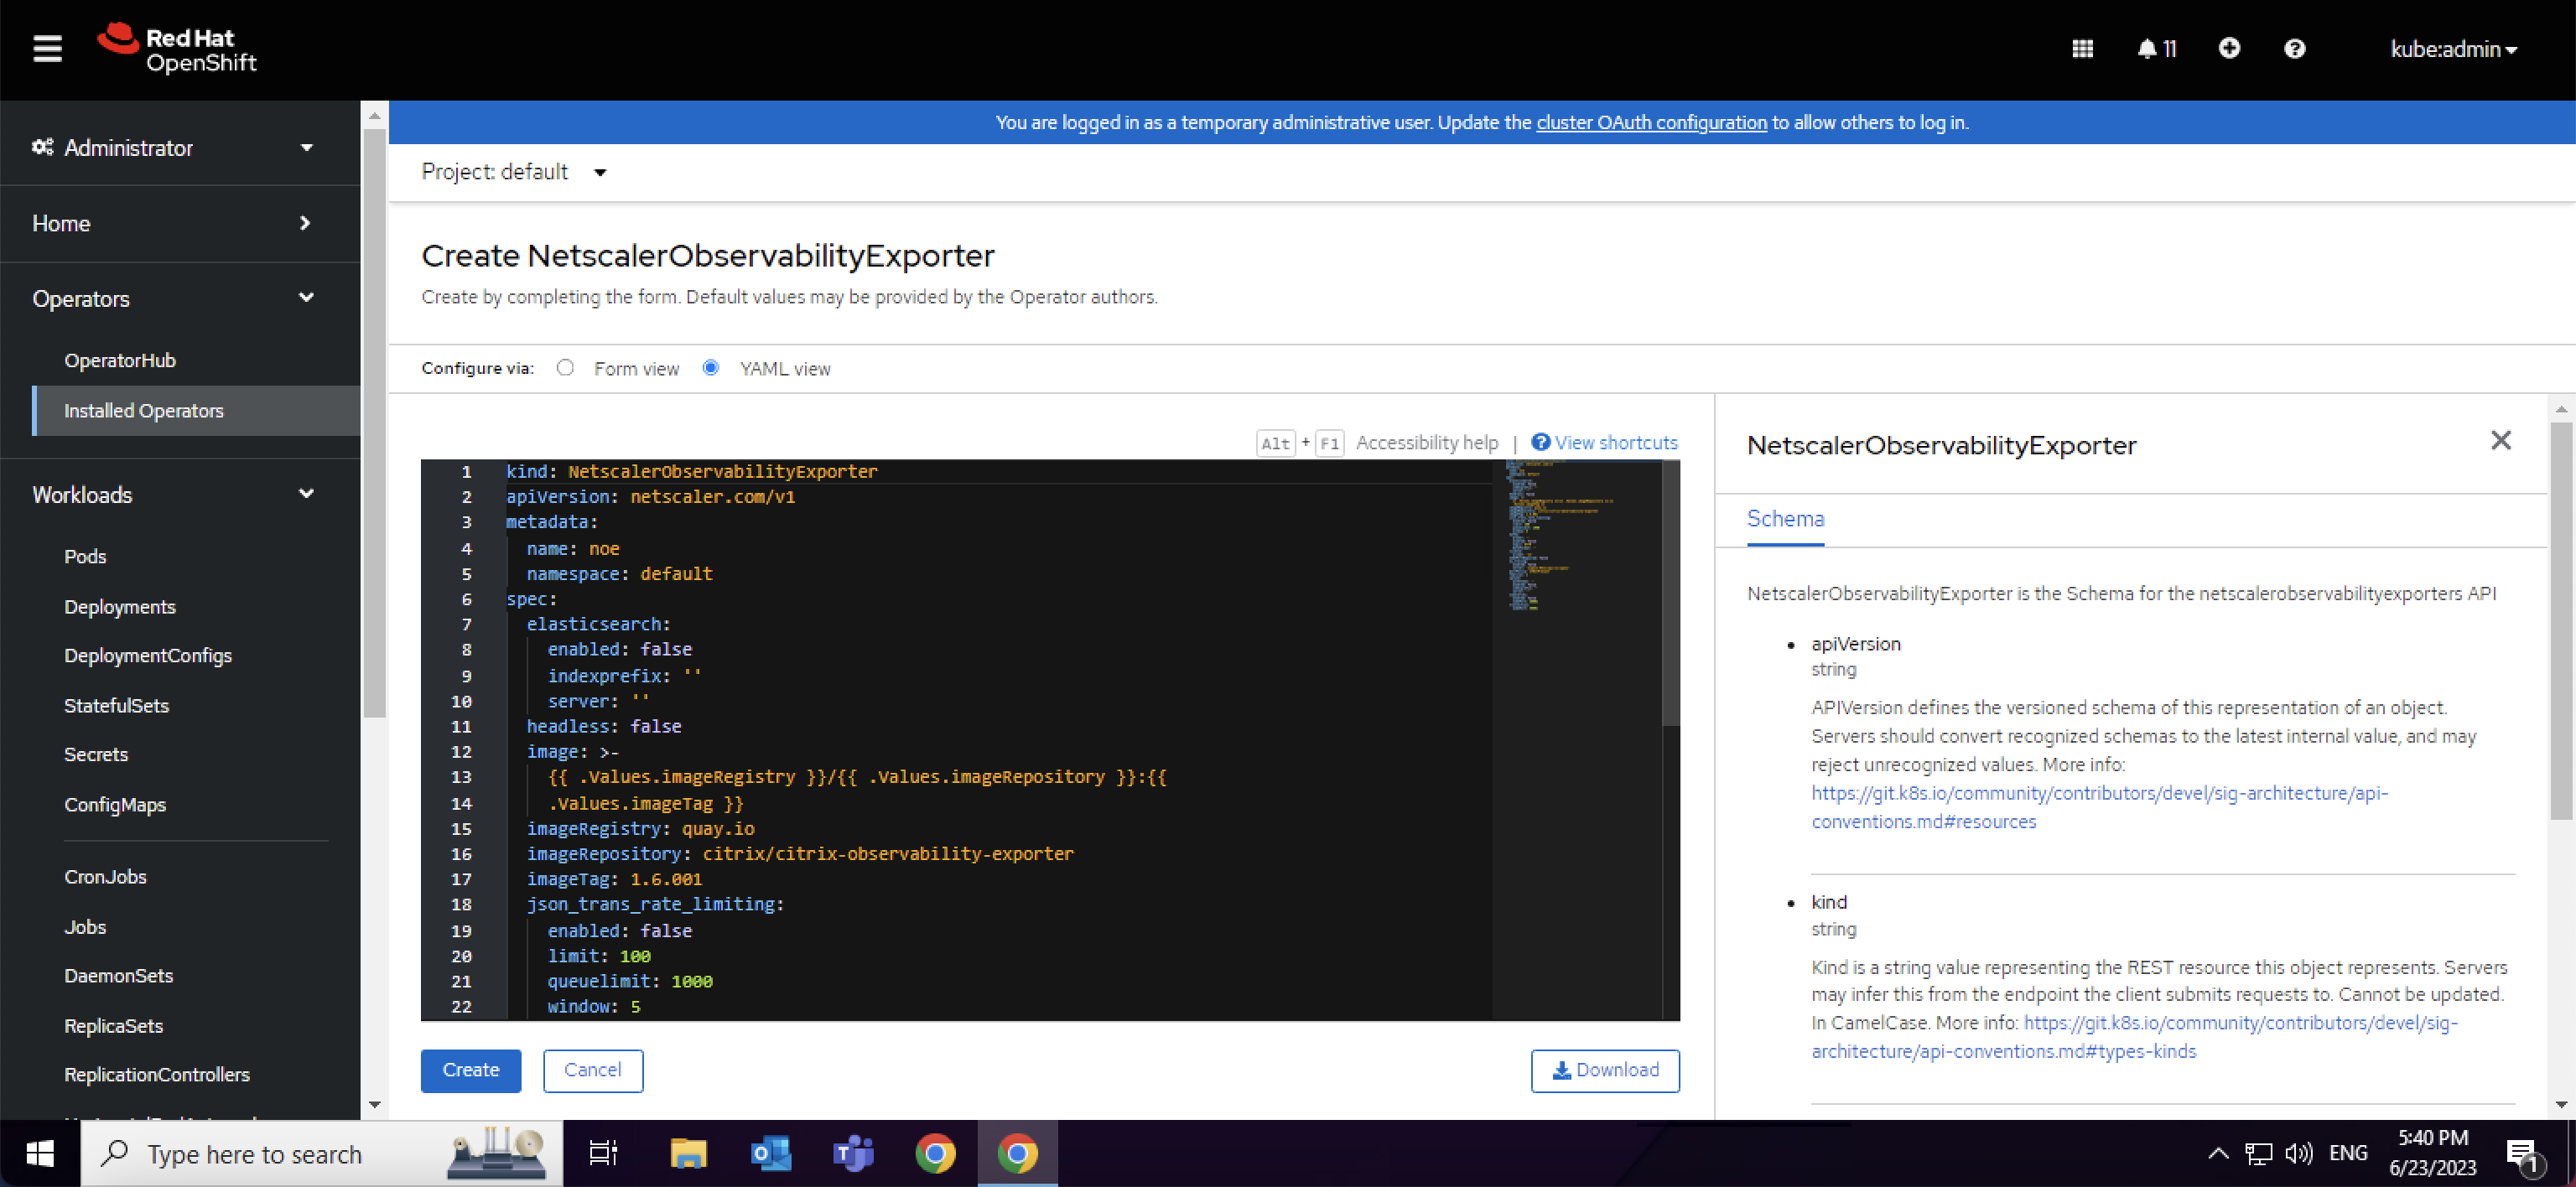 Red Hat
OpenShift
11
kube:admin
Administrator
Home
Operators
OperatorHub
Installed Operators
Workloads
Pods
Deployments
DeploymentConfigs
StatefulSets
Secrets
ConfigMaps
CronJobs
Jobs
DaemonSets
ReplicaSets
ReplicationControllers
You are logged in as a temporary administrative user. Update the cluster OAuth configuration to allow others to log in.
Project: default
Create NetscalerObservabilityExporter
Create by completing the form. Default values may be provided by the Operator authors.
Configure via: Form view YAML view
Alt + F1 Accessibility help | View shortcuts
1 kind: NetscalerObservabilityExporter
2 apiVersion: netscaler.com/v1
3 metadata:
4 name: noe
5 namespace: default
6 spec:
7 elasticsearch:
8 enabled: false
9 indexprefix: ''
10 server: ''
11 headless: false
12 image: >-
13 {{ .Values.imageRegistry }}/{{ .Values.imageRepository }}:{{
14 .Values.imageTag }}
15 imageRegistry: quay.io
16 imageRepository: citrix/citrix-observability-exporter
17 imageTag: 1.6.001
18 json_trans_rate_limiting:
19 enabled: false
20 limit: 100
21 queuelimit: 1000
22 window: 5
Create Cancel Download
NetscalerObservabilityExporter
Schema
NetscalerObservabilityExporter is the Schema for the netscalerobservabilityexporters API
• apiVersion
string
APIVersion defines the versioned schema of this representation of an object.
Servers should convert recognized schemas to the latest internal value, and may
reject unrecognized values. More info:
https://git.k8s.io/community/contributors/devel/sig-architecture/api-
conventions.md#resources
• kind
string
Kind is a string value representing the REST resource this object represents. Servers
may infer this from the endpoint the client submits requests to. Cannot be updated.
In CamelCase. More info: https://git.k8s.io/community/contributors/devel/sig-
architecture/api-conventions.md#types-kinds
Type here to search
ENG
5:40 PM
6/23/2023
1